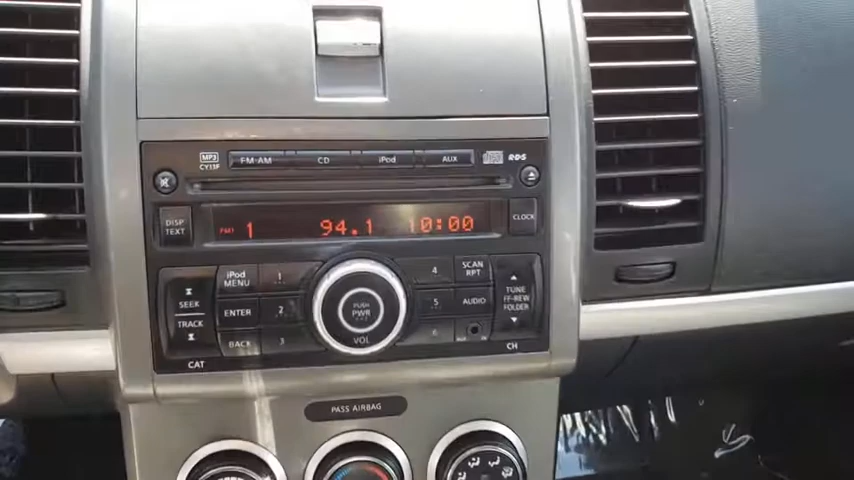 MP3
CY11F
FM·AM CD iPod AUX
RDS
DISP
TEXT
FM1 1 94.1 10:00
CLOCK
SEEK
TRACK
CAT
iPod
MENU
ENTER
BACK
1
2
3
PUSH
PWR
VOL
4
5
6
SCAN
RPT
AUDIO
TUNE
FOLDER
CH
PASS AIRBAG